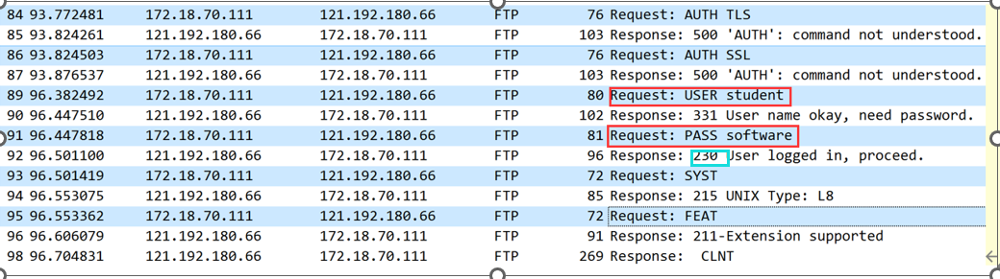 84 93.772481 172.18.70.111 121.192.180.66 FTP 76 Request: AUTH TLS
85 93.824261 121.192.180.66 172.18.70.111 FTP 103 Response: 500 'AUTH': command not understood.
86 93.824503 172.18.70.111 121.192.180.66 FTP 76 Request: AUTH SSL
87 93.876537 121.192.180.66 172.18.70.111 FTP 103 Response: 500 'AUTH': command not understood.
89 96.382492 172.18.70.111 121.192.180.66 FTP 80 Request: USER student
90 96.447510 121.192.180.66 172.18.70.111 FTP 102 Response: 331 User name okay, need password.
91 96.447818 172.18.70.111 121.192.180.66 FTP 81 Request: PASS software
92 96.501100 121.192.180.66 172.18.70.111 FTP 96 Response: 230 User logged in, proceed.
93 96.501419 172.18.70.111 121.192.180.66 FTP 72 Request: SYST
94 96.553075 121.192.180.66 172.18.70.111 FTP 85 Response: 215 UNIX Type: L8
95 96.553362 172.18.70.111 121.192.180.66 FTP 72 Request: FEAT
96 96.606079 121.192.180.66 172.18.70.111 FTP 91 Response: 211-Extension supported
98 96.704831 121.192.180.66 172.18.70.111 FTP 269 Response: CLNT